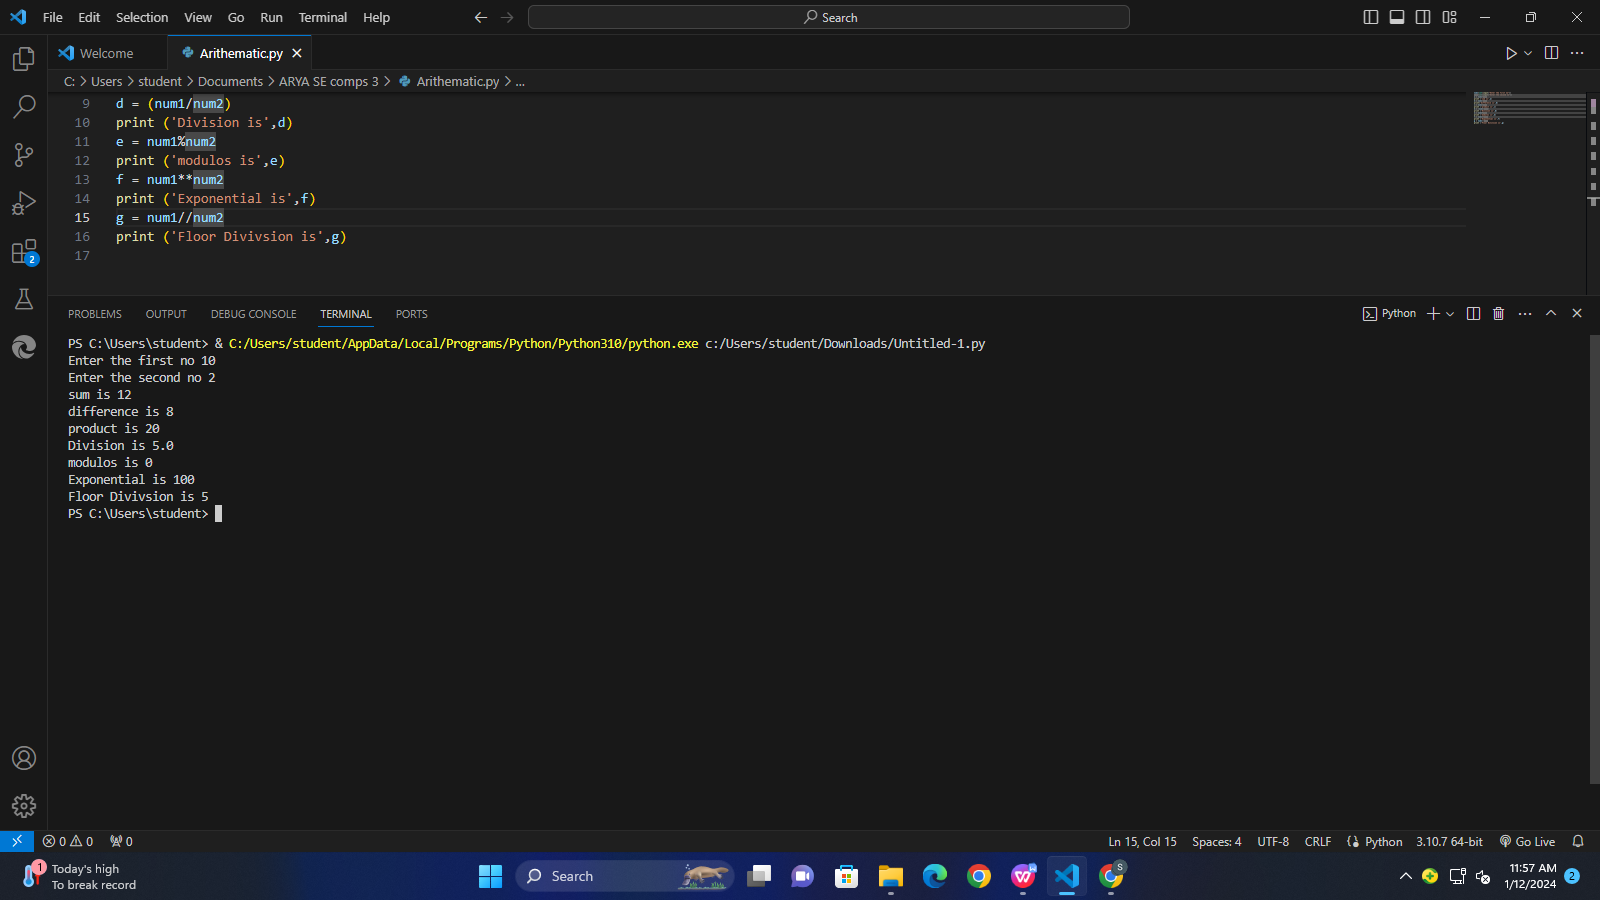 File Edit Selection View Go Run Terminal Help
Search
Welcome
Arithematic.py
C: > Users > student > Documents > ARYA SE comps 3 > Arithematic.py > ...
9 d = (num1/num2)
10 print ('Division is',d)
11 e = num1%num2
12 print ('modulos is',e)
13 f = num1**num2
14 print ('Exponential is',f)
15 g = num1//num2
16 print ('Floor Divivsion is',g)
17
2
PROBLEMS OUTPUT DEBUG CONSOLE TERMINAL PORTS
Python
PS C:\Users\student> & C:/Users/student/AppData/Local/Programs/Python/Python310/python.exe c:/Users/student/Downloads/Untitled-1.py
Enter the first no 10
Enter the second no 2
sum is 12
difference is 8
product is 20
Division is 5.0
modulos is 0
Exponential is 100
Floor Divivsion is 5
PS C:\Users\student>
0 0 0
Ln 15, Col 15 Spaces: 4 UTF-8 CRLF Python 3.10.7 64-bit Go Live
1
Today's high
To break record
Search
W
S
11:57 AM
1/12/2024
2